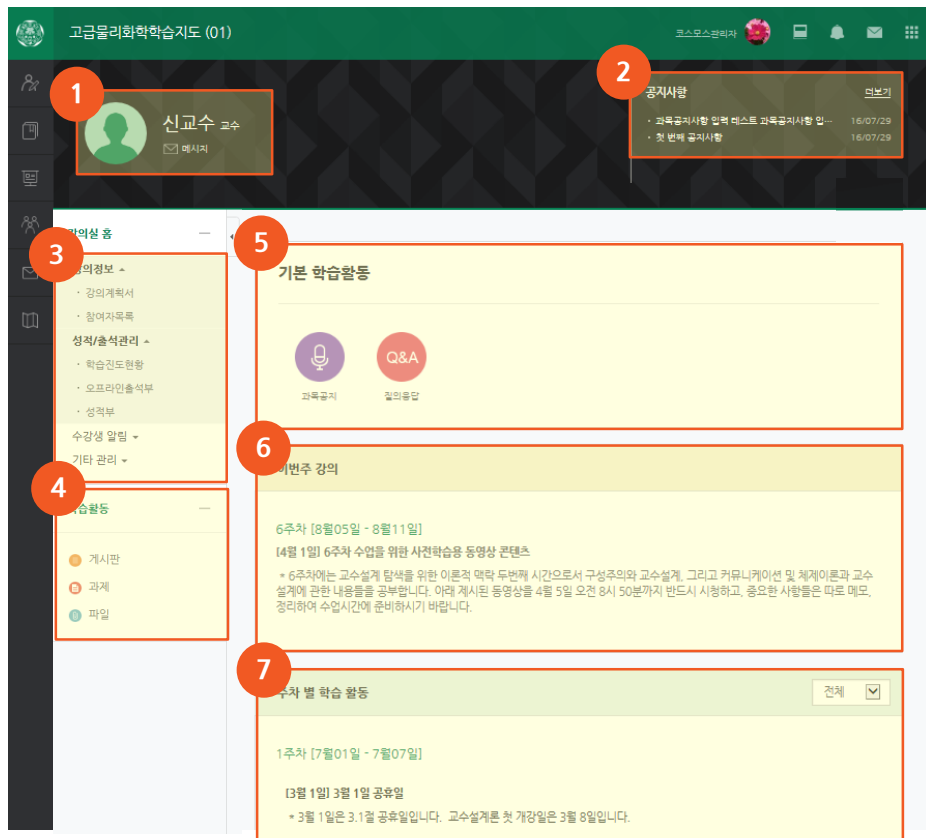 고급물리화학학습지도 (01)
코스모스관리자
1
신교수 교수
메시지
2
공지사항
더보기
· 과목공지사항 입력 테스트 과목공지사항 입··· 16/07/29
· 첫 번째 공지사항 16/07/29
강의실 홈
3
강의정보
· 강의계획서
· 참여자목록
성적/출석관리
· 학습진도현황
· 오프라인출석부
· 성적부
수강생 알림
기타 관리
4
학습활동
게시판
과제
파일
5
기본 학습활동
Q&A
과목공지
질의응답
6
이번주 강의
6주차 [8월05일 - 8월11일]
[4월 1일] 6주차 수업을 위한 사전학습용 동영상 콘텐츠
* 6주차에는 교수설계 탐색을 위한 이론적 맥락 두번째 시간으로서 구성주의와 교수설계, 그리고 커뮤니케이션 및 체제이론과 교수
설계에 관한 내용들을 공부합니다. 아래 제시된 동영상을 4월 5일 오전 8시 50분까지 반드시 시청하고, 중요한 사항들은 따로 메모,
정리하여 수업시간에 준비하시기 바랍니다.
7
주차 별 학습 활동
전체
1주차 [7월01일 - 7월07일]
[3월 1일] 3월 1일 공휴일
* 3월 1일은 3.1절 공휴일입니다. 교수설계론 첫 개강일은 3월 8일입니다.